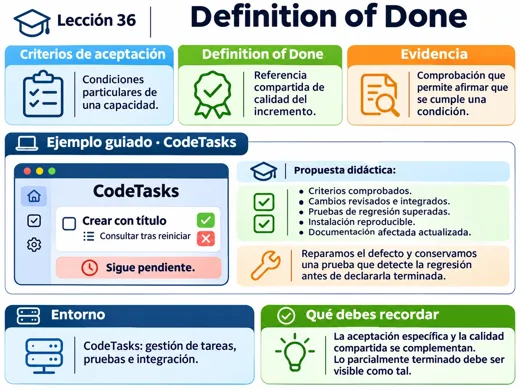 Lección 36
Definition of Done
Criterios de aceptación
Condiciones
particulares de
una capacidad.
Definition of Done
Referencia
compartida de
calidad del
incremento.
Evidencia
Comprobación que
permite afirmar que
se cumple una
condición.
Ejemplo guiado · CodeTasks
CodeTasks
Crear con título
Consultar tras reiniciar
Sigue pendiente.
Propuesta didáctica:
• Criterios comprobados.
• Cambios revisados e integrados.
• Pruebas de regresión superadas.
• Instalación reproducible.
• Documentación afectada actualizada.
Reparamos el defecto y conservamos
una prueba que detecte la regresión
antes de declararla terminada.
Entorno
CodeTasks: gestión de tareas,
pruebas e integración.
Qué debes recordar
La aceptación específica y la calidad
compartida se complementan.
Lo parcialmente terminado debe ser
visible como tal.